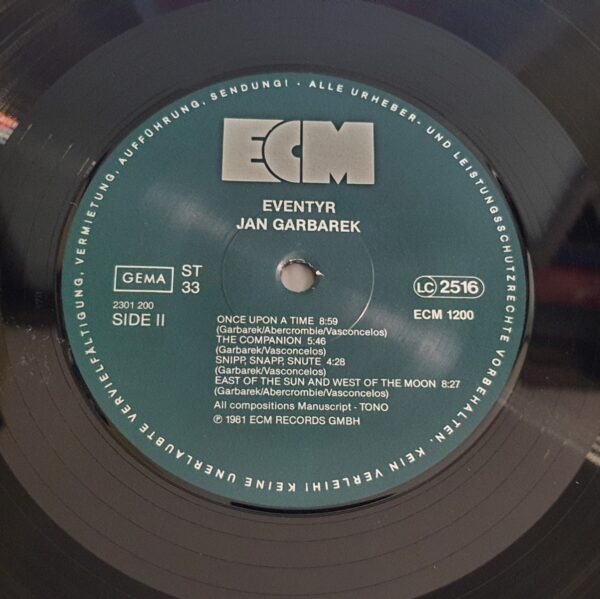 KEINE UNERLAUBTE VERVIELFÄLTIGUNG, VERMIETUNG, AUFFÜHRUNG, SENDUNG! · ALLE URHEBER- UND LEISTUNGSSCHUTZRECHTE VORBEHALTEN. KEIN VERLEIH!
ECM
EVENTYR
JAN GARBAREK
GEMA
ST
33
LC 2516
2301 200
SIDE II
ECM 1200
ONCE UPON A TIME 8:59
(Garbarek/Abercrombie/Vasconcelos)
THE COMPANION 5:46
(Garbarek/Vasconcelos)
SNIPP, SNAPP, SNUTE 4:28
(Garbarek/Vasconcelos)
EAST OF THE SUN AND WEST OF THE MOON 8:27
(Garbarek/Abercrombie/Vasconcelos)
All compositions Manuscript - TONO
℗ 1981 ECM RECORDS GMBH